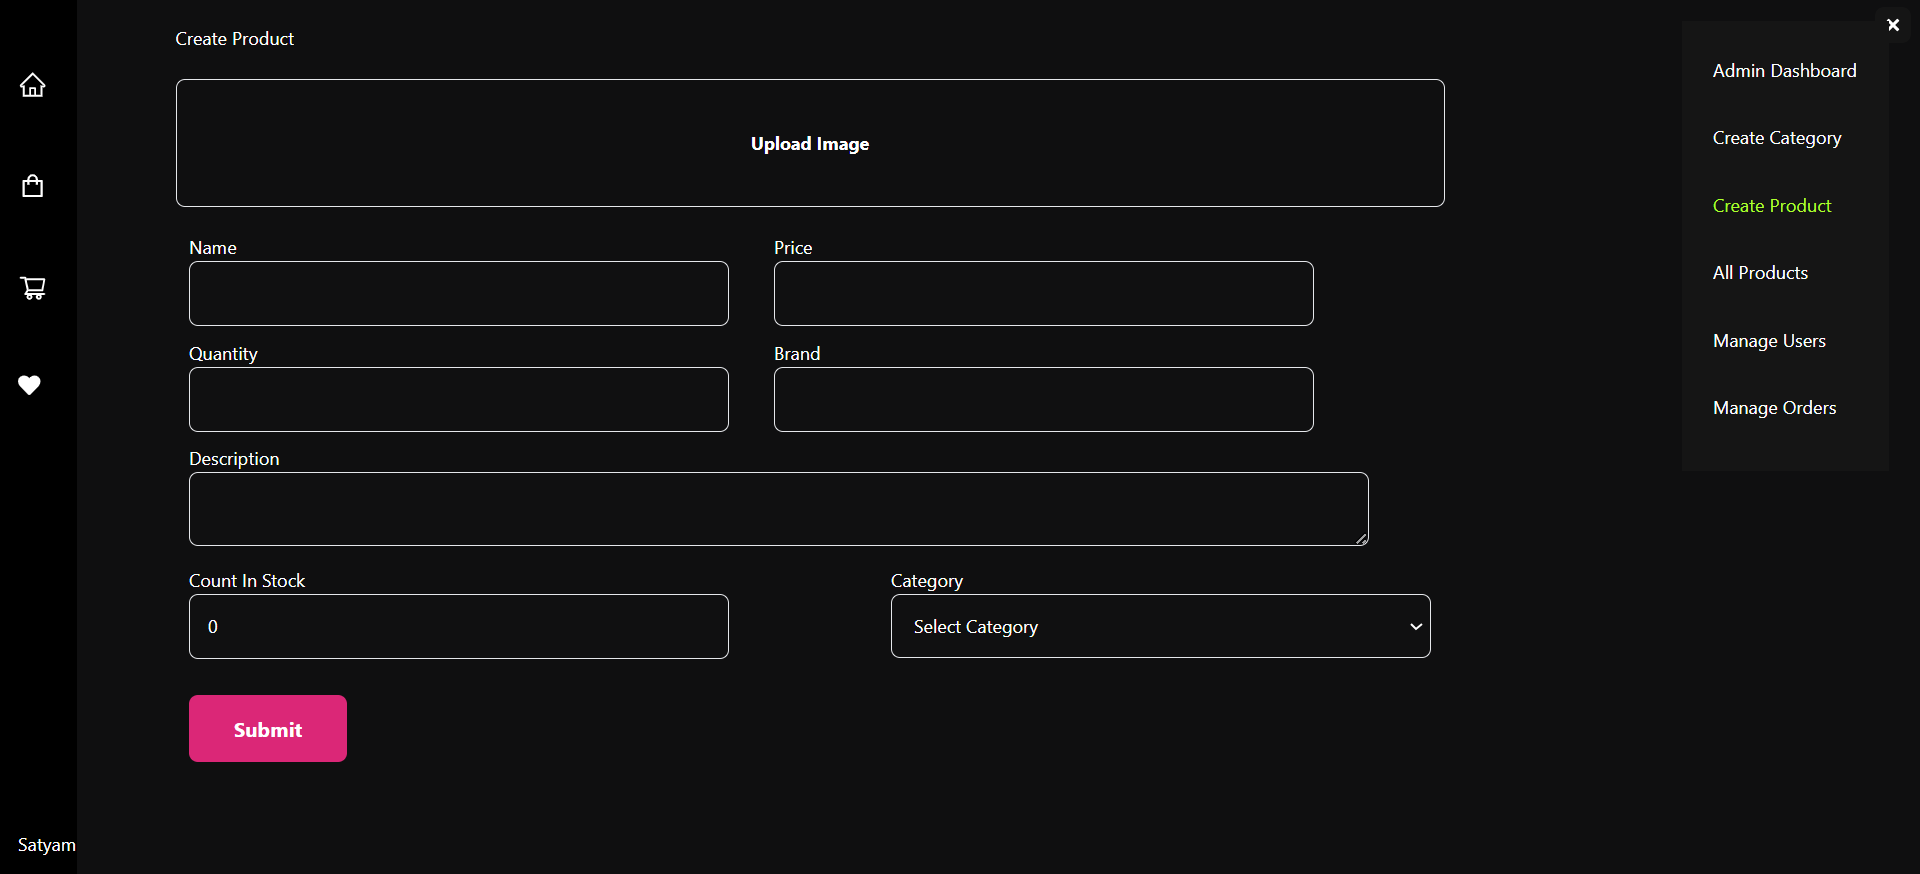 Create Product
Upload Image
Name
Price
Quantity
Brand
Description
Count In Stock
0
Category
Select Category
Submit
Satyam
Admin Dashboard
Create Category
Create Product
All Products
Manage Users
Manage Orders